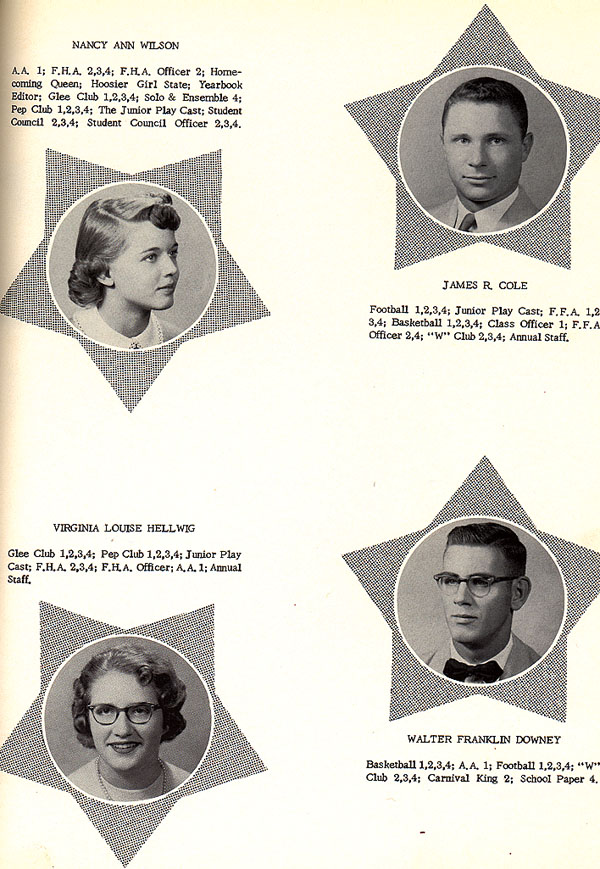 NANCY ANN WILSON
A.A. 1; F.H.A. 2,3,4; F.H.A. Officer 2; Home-
coming Queen; Hoosier Girl State; Yearbook
Editor; Glee Club 1,2,3,4; Solo & Ensemble 4;
Pep Club 1,2,3,4; The Junior Play Cast; Student
Council 2,3,4; Student Council Officer 2,3,4.
JAMES R. COLE
Football 1,2,3,4; Junior Play Cast; F.F.A. 1,2
3,4; Basketball 1,2,3,4; Class Officer 1; F.F.A
Officer 2,4; "W" Club 2,3,4; Annual Staff.
VIRGINIA LOUISE HELLWIG
Glee Club 1,2,3,4; Pep Club 1,2,3,4; Junior Play
Cast; F.H.A. 2,3,4; F.H.A. Officer; A.A. 1; Annual
Staff.
WALTER FRANKLIN DOWNEY
Basketball 1,2,3,4; A.A. 1; Football 1,2,3,4; "W"
Club 2,3,4; Carnival King 2; School Paper 4.